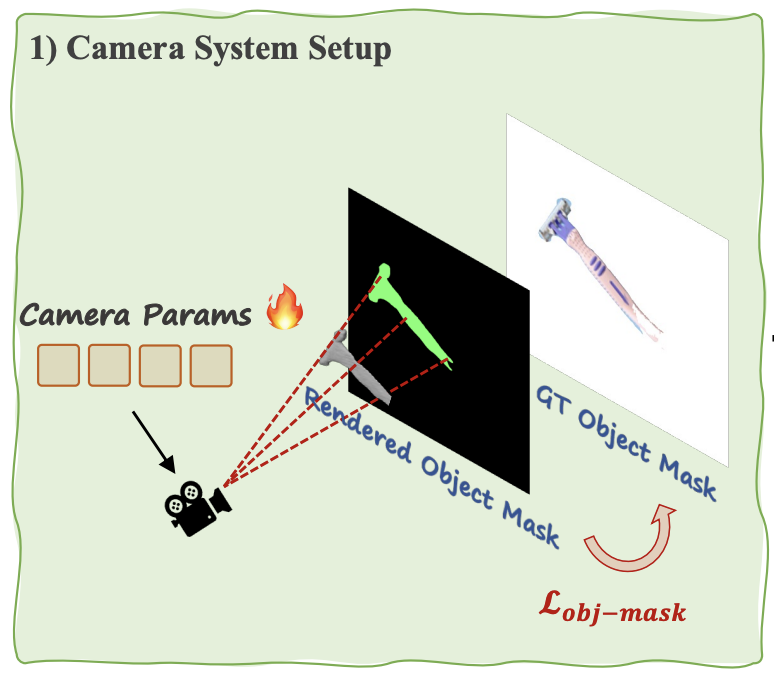 1) Camera System Setup
Camera Params
Rendered Object Mask
GT Object Mask
𝓛obj−mask